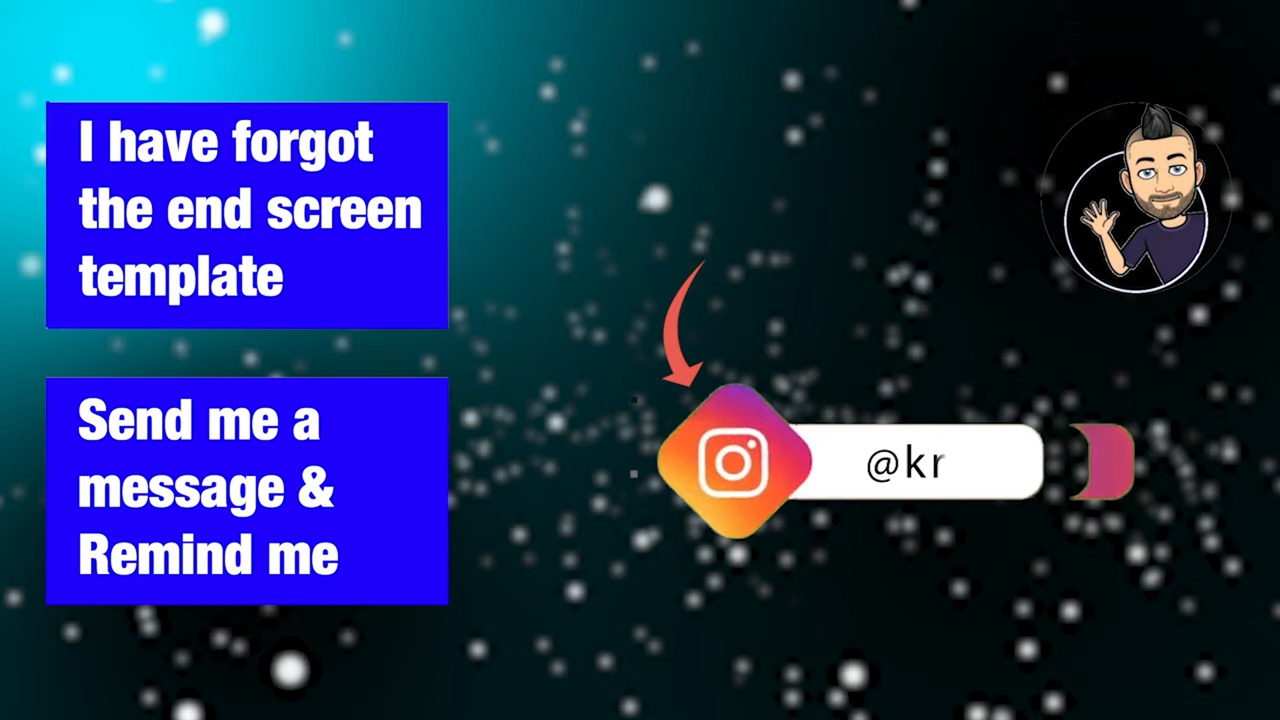 I have forgot
the end screen
template
Send me a
message &
Remind me
@kr